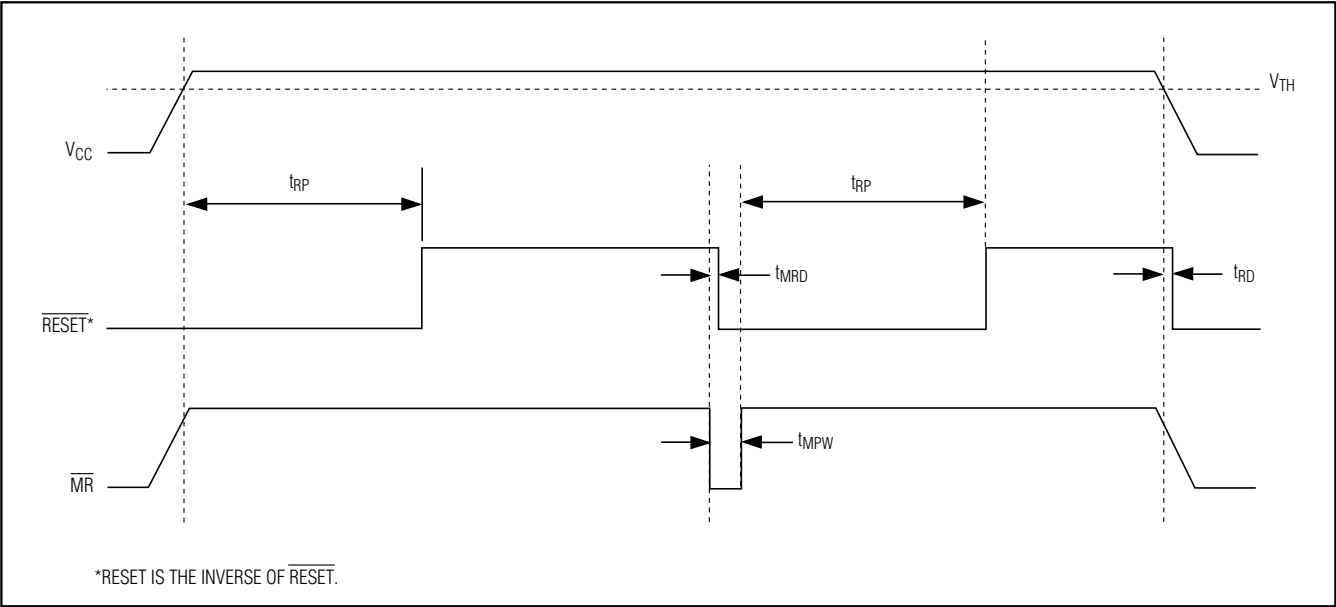 VTH
VCC
tRP
tRP
tMRD
tRD
RESET*
tMPW
MR
*RESET IS THE INVERSE OF RESET.